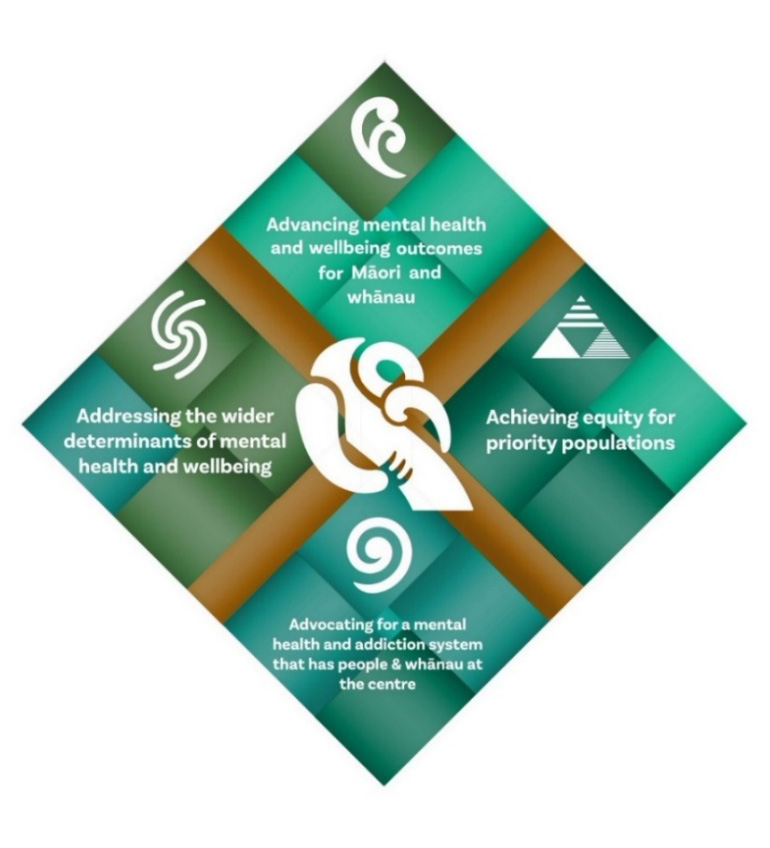 Advancing mental health
and wellbeing outcomes
for Māori and
whānau
Addressing the wider
determinants of mental
health and wellbeing
Achieving equity for
priority populations
Advocating for a mental
health and addiction system
that has people & whānau at
the centre